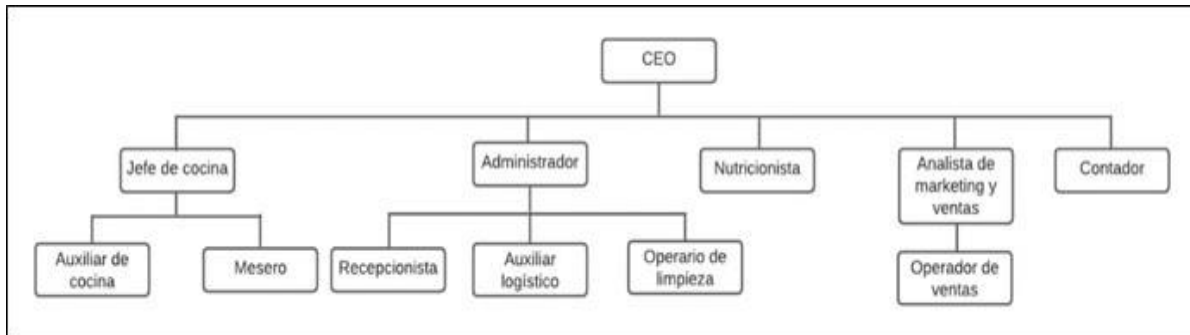 CEO
Jefe de cocina
Administrador
Nutricionista
Analista de
marketing y
ventas
Contador
Auxiliar de
cocina
Mesero
Recepcionista
Auxiliar
logístico
Operario de
limpieza
Operador de
ventas